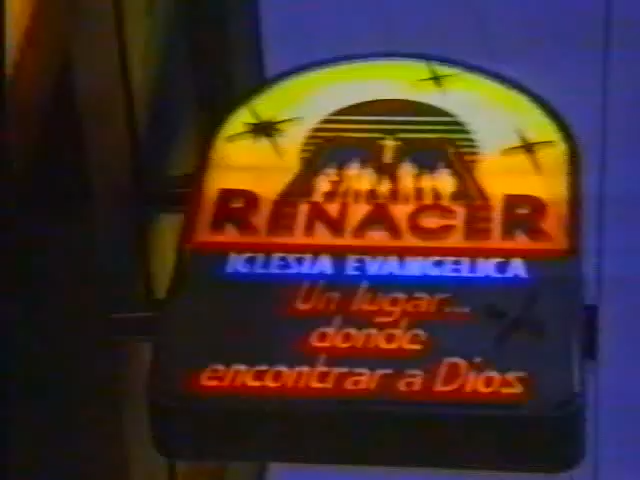 RENACER
IGLESIA EVANGELICA
Un lugar...
donde
encontrar a Dios